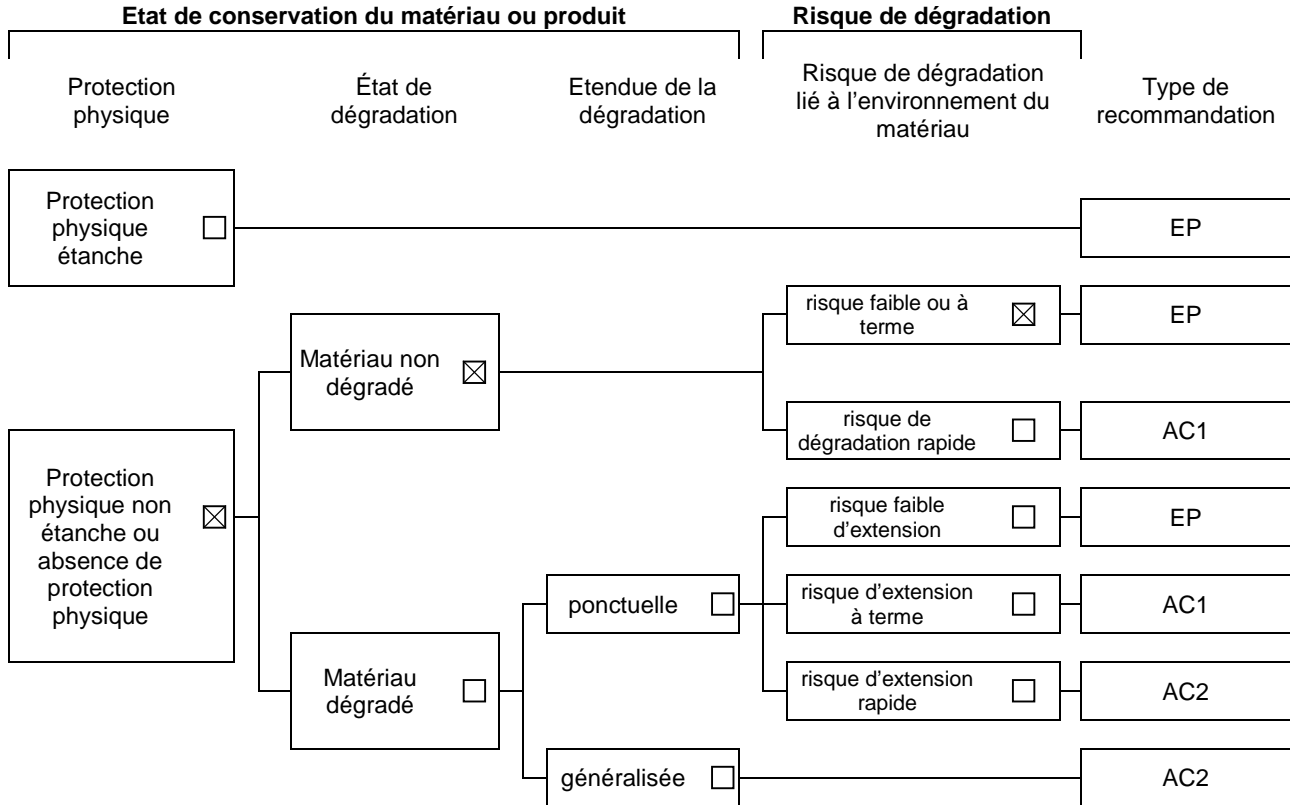 Etat de conservation du matériau ou produit
Risque de dégradation
Protection
physique
État de
dégradation
Etendue de la
dégradation
Risque de dégradation
lié à l'environnement du
matériau
Type de
recommandation
Protection
physique
étanche
EP
risque faible ou à
terme
EP
Matériau non
dégradé
risque de
dégradation rapide
AC1
Protection
physique non
étanche ou
absence de
protection
physique
risque faible
d'extension
EP
ponctuelle
risque d'extension
à terme
AC1
Matériau
dégradé
risque d'extension
rapide
AC2
généralisée
AC2